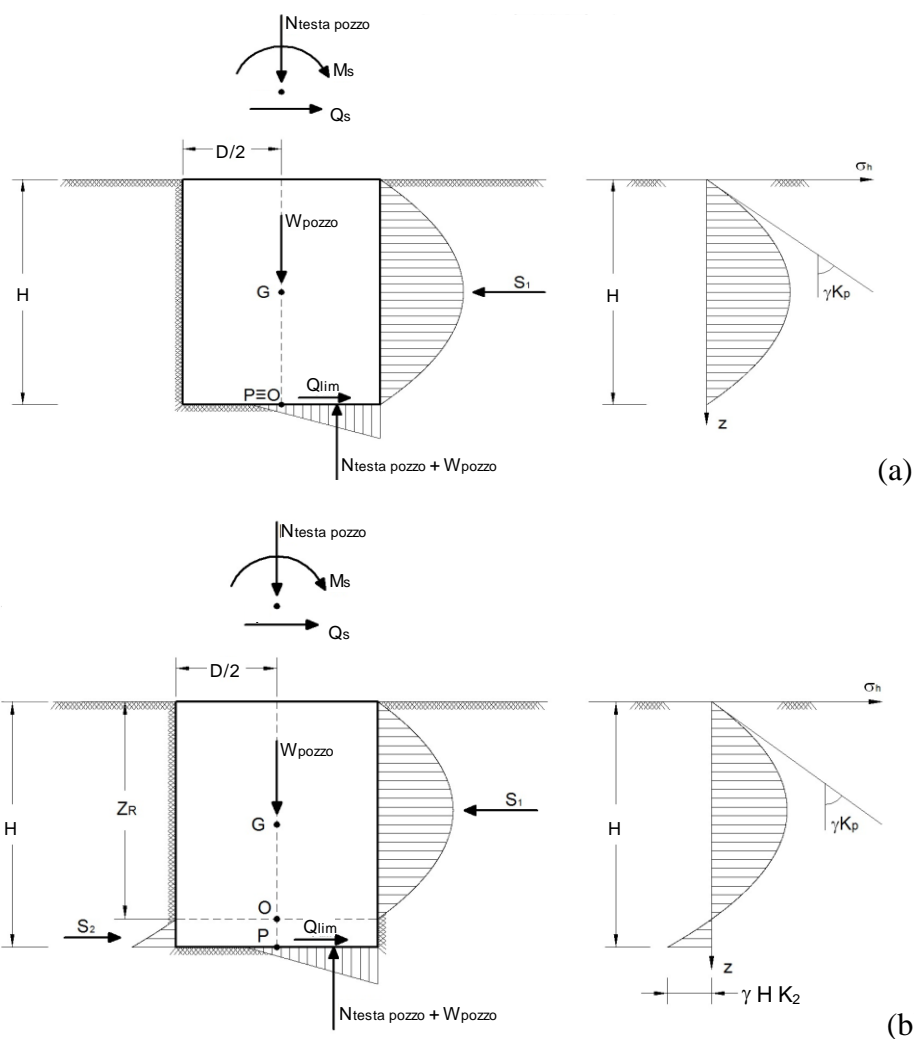 Ntesta pozzo
Ms
Qs
D/2
σh
Wpozzo
H
G
S1
H
γKp
P≡O
Qlim
z
Ntesta pozzo + Wpozzo
(a)
Ntesta pozzo
Ms
Qs
D/2
σh
Wpozzo
ZR
S1
H
G
H
γKp
O
S2
P
Qlim
z
γ H K2
Ntesta pozzo + Wpozzo
(b